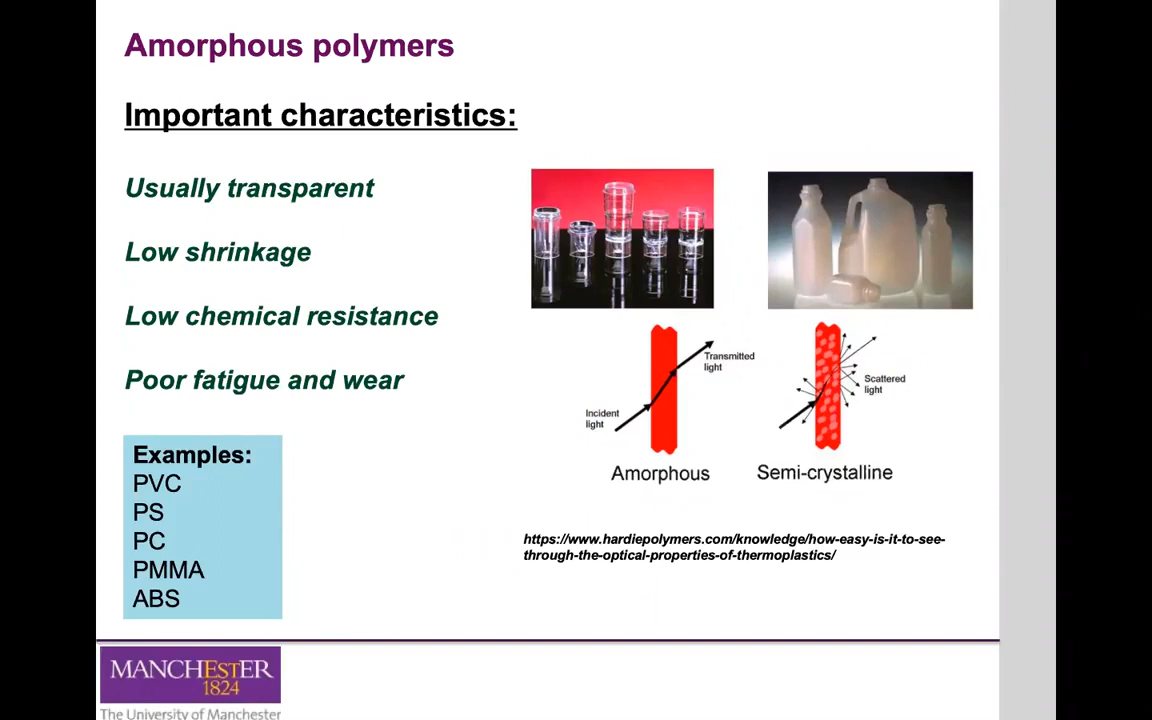 Amorphous polymers
Important characteristics:
Usually transparent
Low shrinkage
Low chemical resistance
Poor fatigue and wear
Examples:
PVC
PS
PC
PMMA
ABS
Transmitted
light
Incident
light
Amorphous
Scattered
light
Semi-crystalline
https://www.hardiepolymers.com/knowledge/how-easy-is-it-to-see-
through-the-optical-properties-of-thermoplastics/
MANCHESTER
1824
The University of Manchester